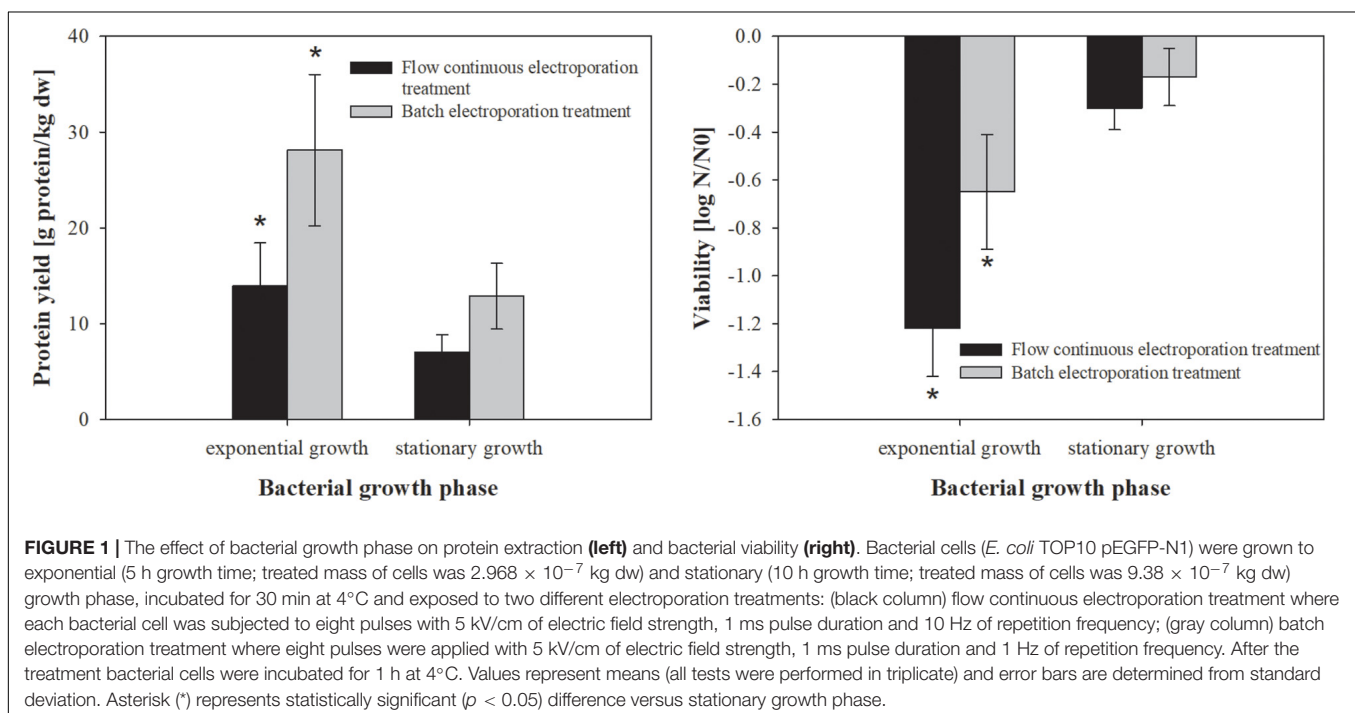 40
30
20
10
0
Protein yield [g protein/kg dw]
*
*
Flow continuous electroporation
treatment
Batch electroporation treatment
exponential growth
stationary growth
Bacterial growth phase
0.0
-0.2
-0.4
-0.6
-0.8
-1.0
-1.2
-1.4
-1.6
Viability [log N/N0]
*
*
Flow continuous electroporation treatment
Batch electroporation treatment
exponential growth
stationary growth
Bacterial growth phase
FIGURE 1 | The effect of bacterial growth phase on protein extraction (left) and bacterial viability (right). Bacterial cells (E. coli TOP10 pEGFP-N1) were grown to
exponential (5 h growth time; treated mass of cells was 2.968 × 10⁻⁷ kg dw) and stationary (10 h growth time; treated mass of cells was 9.38 × 10⁻⁷ kg dw)
growth phase, incubated for 30 min at 4°C and exposed to two different electroporation treatments: (black column) flow continuous electroporation treatment where
each bacterial cell was subjected to eight pulses with 5 kV/cm of electric field strength, 1 ms pulse duration and 10 Hz of repetition frequency; (gray column) batch
electroporation treatment where eight pulses were applied with 5 kV/cm of electric field strength, 1 ms pulse duration and 1 Hz of repetition frequency. After the
treatment bacterial cells were incubated for 1 h at 4°C. Values represent means (all tests were performed in triplicate) and error bars are determined from standard
deviation. Asterisk (*) represents statistically significant (p < 0.05) difference versus stationary growth phase.